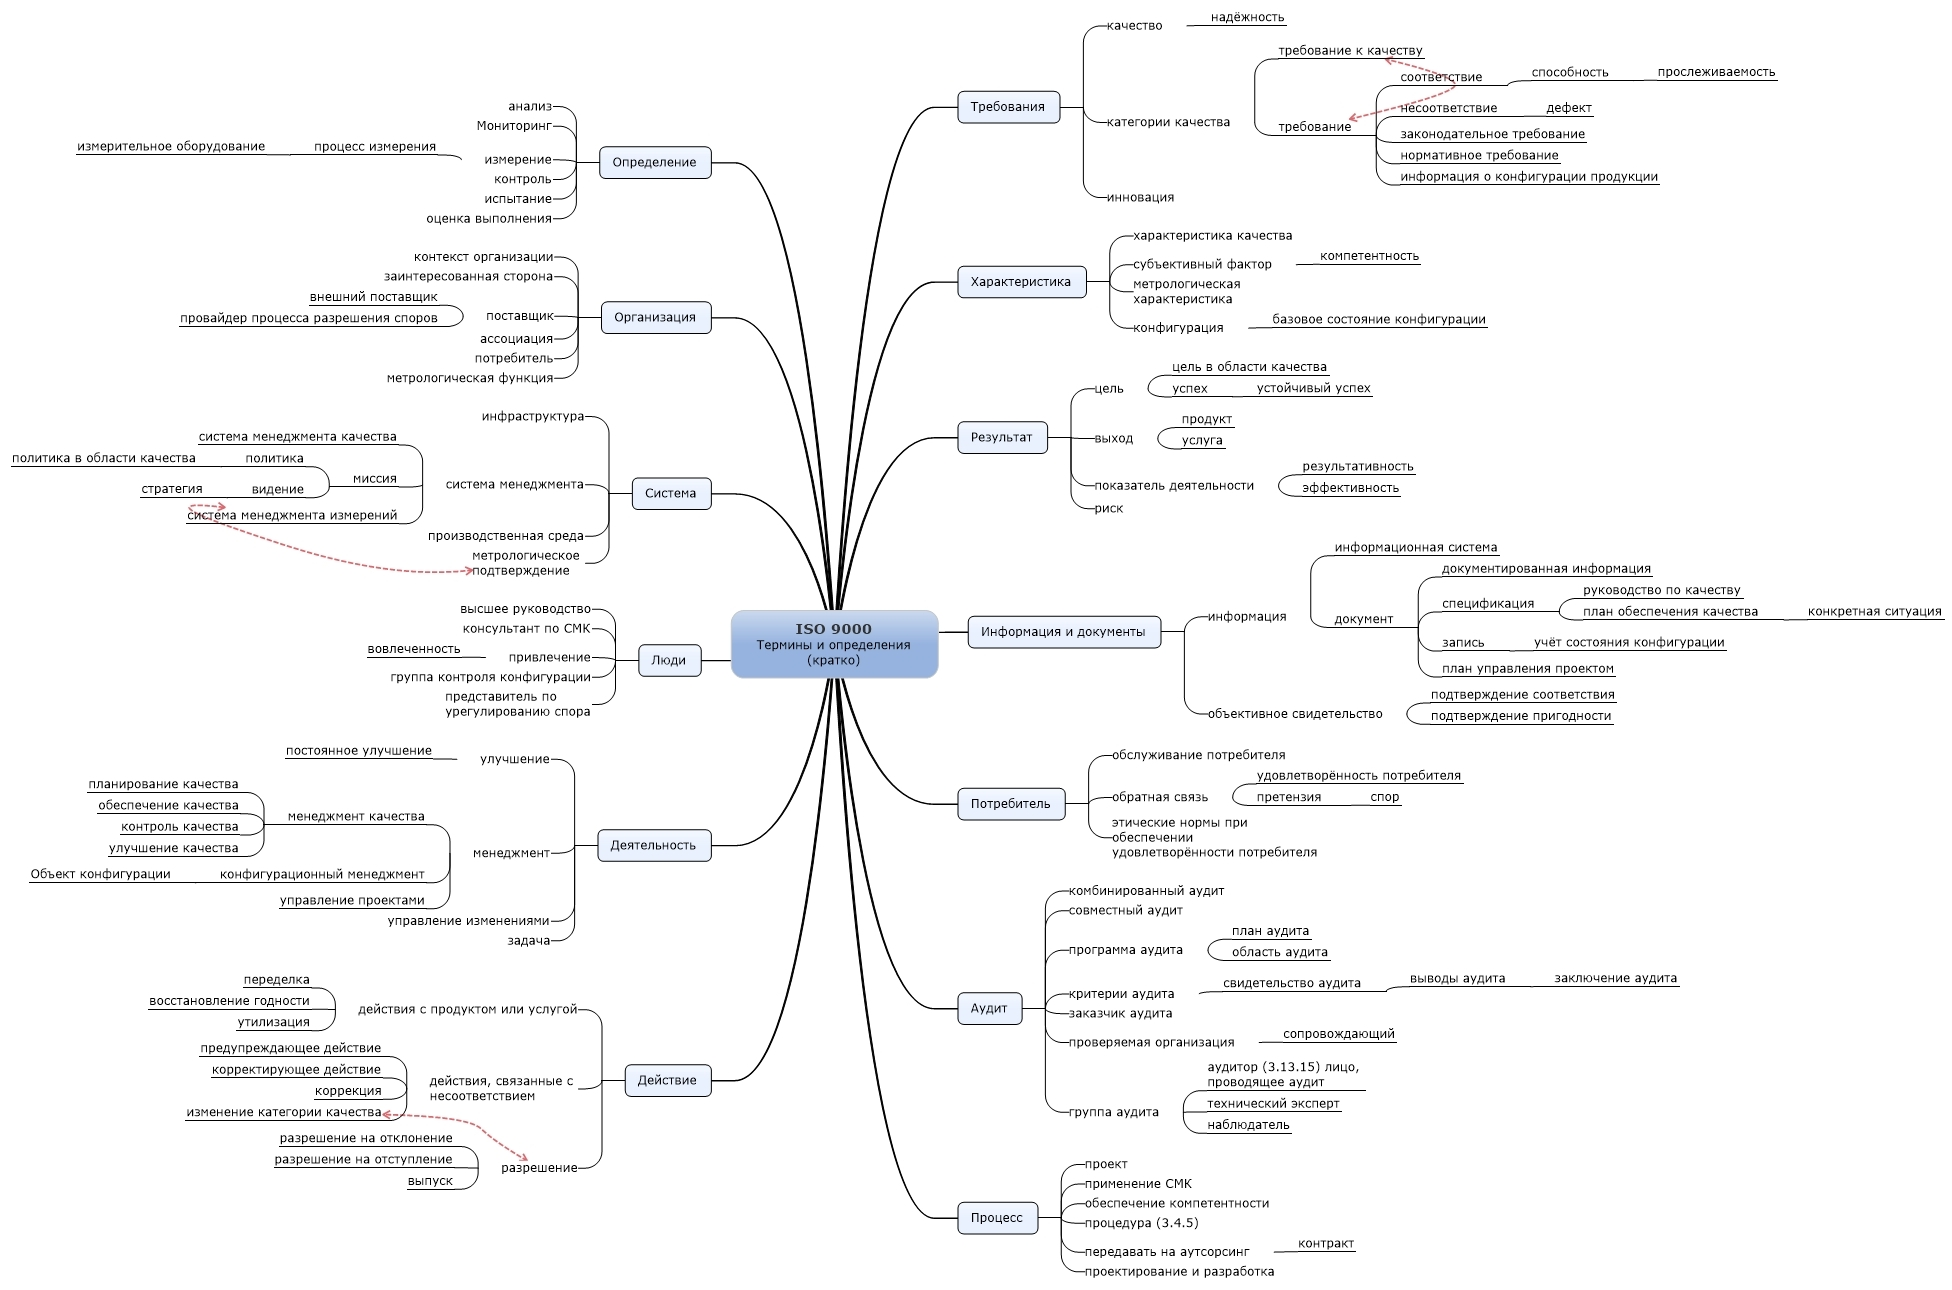 ISO 9000
Термины и определения
(кратко)
Требования
качество
надёжность
категории качества
требование к качеству
требование
соответствие
способность
прослеживаемость
несоответствие
дефект
законодательное требование
нормативное требование
информация о конфигурации продукции
инновация
Характеристика
характеристика качества
субъективный фактор
компетентность
метрологическая
характеристика
конфигурация
базовое состояние конфигурации
Результат
цель
цель в области качества
успех
устойчивый успех
выход
продукт
услуга
показатель деятельности
результативность
эффективность
риск
Информация и документы
информация
информационная система
документ
документированная информация
спецификация
руководство по качеству
план обеспечения качества
конкретная ситуация
запись
учёт состояния конфигурации
план управления проектом
объективное свидетельство
подтверждение соответствия
подтверждение пригодности
Потребитель
обслуживание потребителя
обратная связь
удовлетворённость потребителя
претензия
спор
этические нормы при
обеспечении
удовлетворённости потребителя
Аудит
комбинированный аудит
совместный аудит
программа аудита
план аудита
область аудита
критерии аудита
свидетельство аудита
выводы аудита
заключение аудита
заказчик аудита
проверяемая организация
сопровождающий
группа аудита
аудитор (3.13.15) лицо,
проводящее аудит
технический эксперт
наблюдатель
Процесс
проект
применение СМК
обеспечение компетентности
процедура (3.4.5)
передавать на аутсорсинг
контракт
проектирование и разработка
Определение
анализ
Мониторинг
измерение
процесс измерения
измерительное оборудование
контроль
испытание
оценка выполнения
Организация
контекст организации
заинтересованная сторона
поставщик
внешний поставщик
провайдер процесса разрешения споров
ассоциация
потребитель
метрологическая функция
Система
инфраструктура
система менеджмента
система менеджмента качества
миссия
политика
политика в области качества
видение
стратегия
система менеджмента измерений
производственная среда
метрологическое
подтверждение
Люди
высшее руководство
консультант по СМК
привлечение
вовлеченность
группа контроля конфигурации
представитель по
урегулированию спора
Деятельность
улучшение
постоянное улучшение
менеджмент
менеджмент качества
планирование качества
обеспечение качества
контроль качества
улучшение качества
конфигурационный менеджмент
Объект конфигурации
управление проектами
управление изменениями
задача
Действие
действия с продуктом или услугой
переделка
восстановление годности
утилизация
действия, связанные с
несоответствием
предупреждающее действие
корректирующее действие
коррекция
изменение категории качества
разрешение
разрешение на отклонение
разрешение на отступление
выпуск